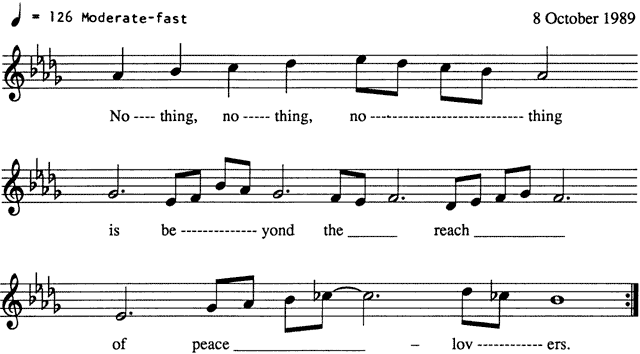 ♩ = 126 Moderate-fast 8 October 1989
No ---- thing, no ----- thing, no --------------------------- thing
is be -------------- yond the ______ reach ___________
of peace ________________ – lov ------------ ers.